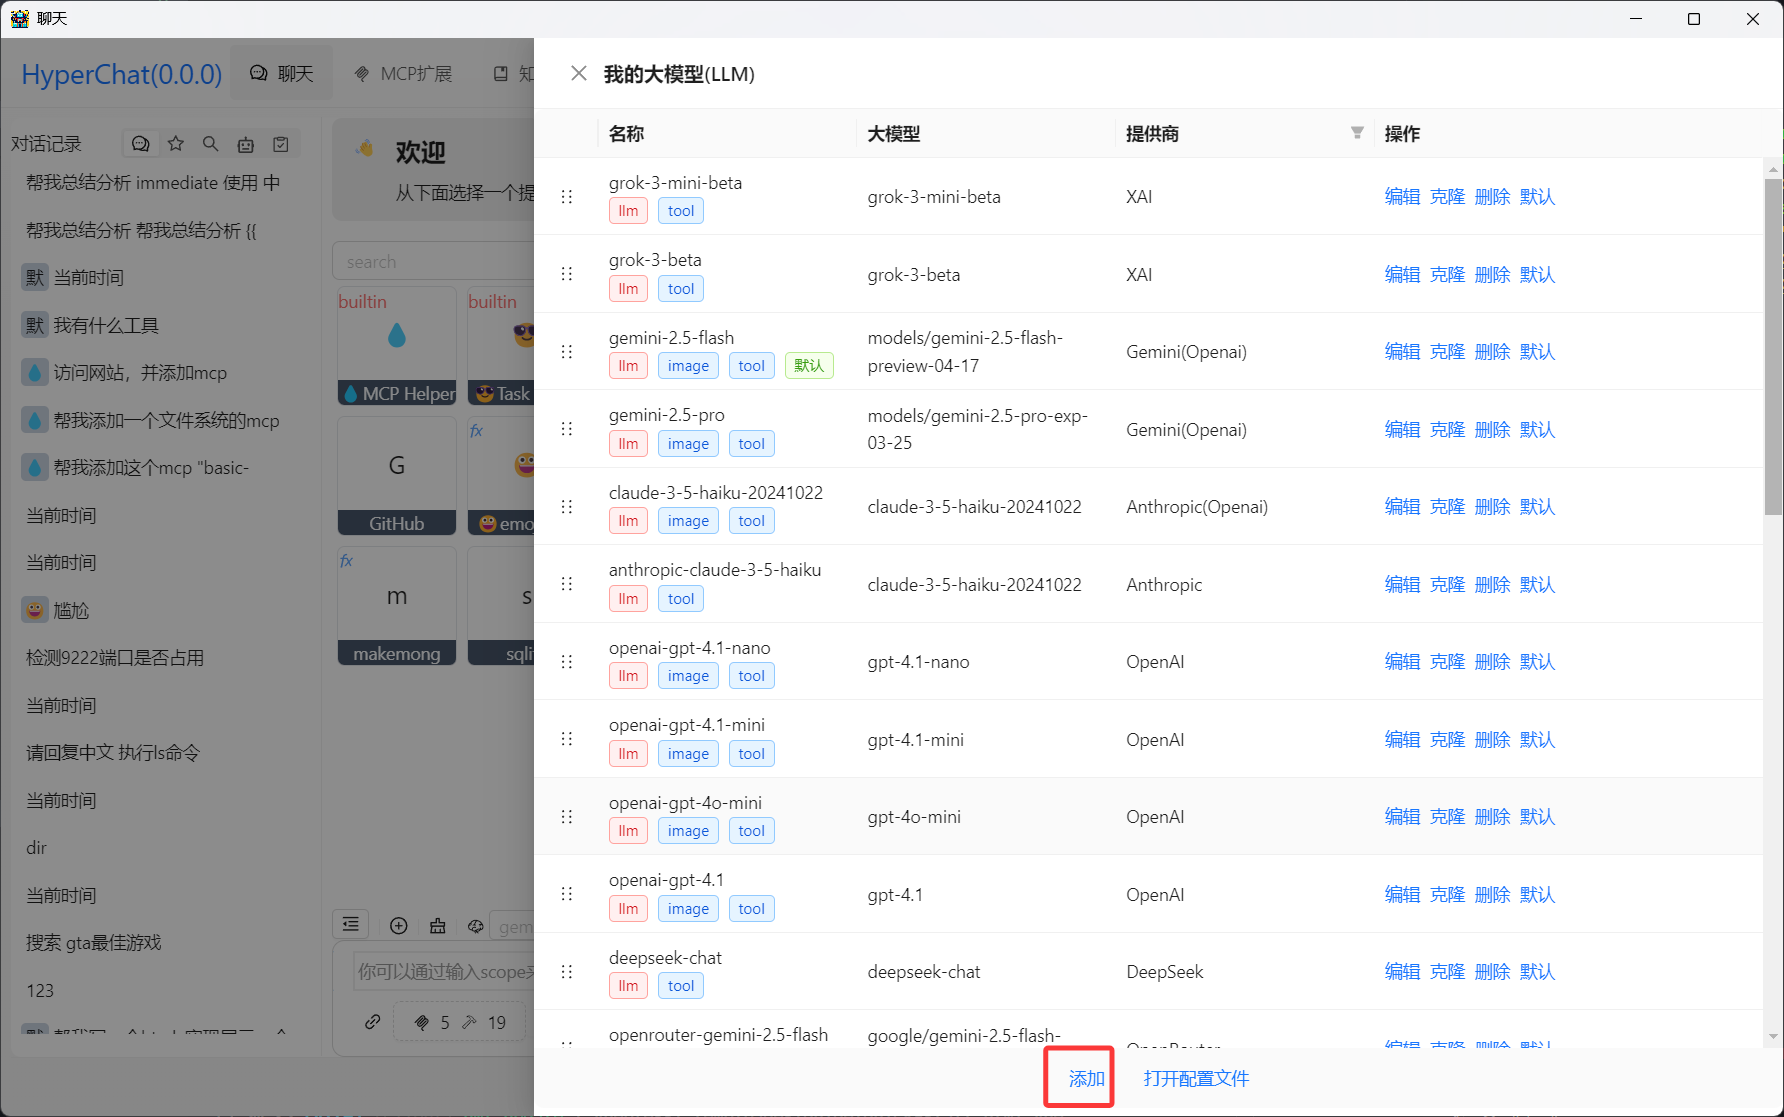 聊天
HyperChat(0.0.0)
聊天
MCP扩展
知
对话记录
帮我总结分析 immediate 使用 中
帮我总结分析 帮我总结分析 {{
默 当前时间
默 我有什么工具
访问网站，并添加mcp
帮我添加一个文件系统的mcp
帮我添加这个mcp "basic-
当前时间
当前时间
尴尬
检测9222端口是否占用
当前时间
请回复中文 执行ls命令
当前时间
dir
当前时间
搜索 gta最佳游戏
123
欢迎
从下面选择一个提
search
builtin
MCP Helper
builtin
Task
G
GitHub
fx
emo
fx
m
makemong
s
sqli
gem
你可以通过输入scope来
5
19
我的大模型(LLM)
名称 大模型 提供商 操作
grok-3-mini-beta
llm tool
grok-3-mini-beta
XAI
编辑 克隆 删除 默认
grok-3-beta
llm tool
grok-3-beta
XAI
编辑 克隆 删除 默认
gemini-2.5-flash
llm image tool 默认
models/gemini-2.5-flash-
preview-04-17
Gemini(Openai)
编辑 克隆 删除 默认
gemini-2.5-pro
llm image tool
models/gemini-2.5-pro-exp-
03-25
Gemini(Openai)
编辑 克隆 删除 默认
claude-3-5-haiku-20241022
llm image tool
claude-3-5-haiku-20241022
Anthropic(Openai)
编辑 克隆 删除 默认
anthropic-claude-3-5-haiku
llm tool
claude-3-5-haiku-20241022
Anthropic
编辑 克隆 删除 默认
openai-gpt-4.1-nano
llm image tool
gpt-4.1-nano
OpenAI
编辑 克隆 删除 默认
openai-gpt-4.1-mini
llm image tool
gpt-4.1-mini
OpenAI
编辑 克隆 删除 默认
openai-gpt-4o-mini
llm image tool
gpt-4o-mini
OpenAI
编辑 克隆 删除 默认
openai-gpt-4.1
llm image tool
gpt-4.1
OpenAI
编辑 克隆 删除 默认
deepseek-chat
llm tool
deepseek-chat
DeepSeek
编辑 克隆 删除 默认
openrouter-gemini-2.5-flash
google/gemini-2.5-flash-
OpenRouter
编辑 克隆 删除 默认
添加
打开配置文件